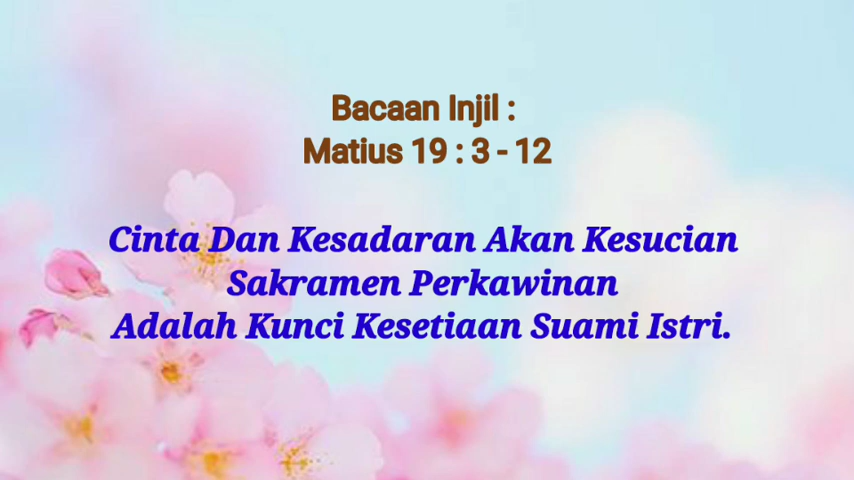 Bacaan Injil :
Matius 19 : 3 - 12
Cinta Dan Kesadaran Akan Kesucian
Sakramen Perkawinan
Adalah Kunci Kesetiaan Suami Istri.